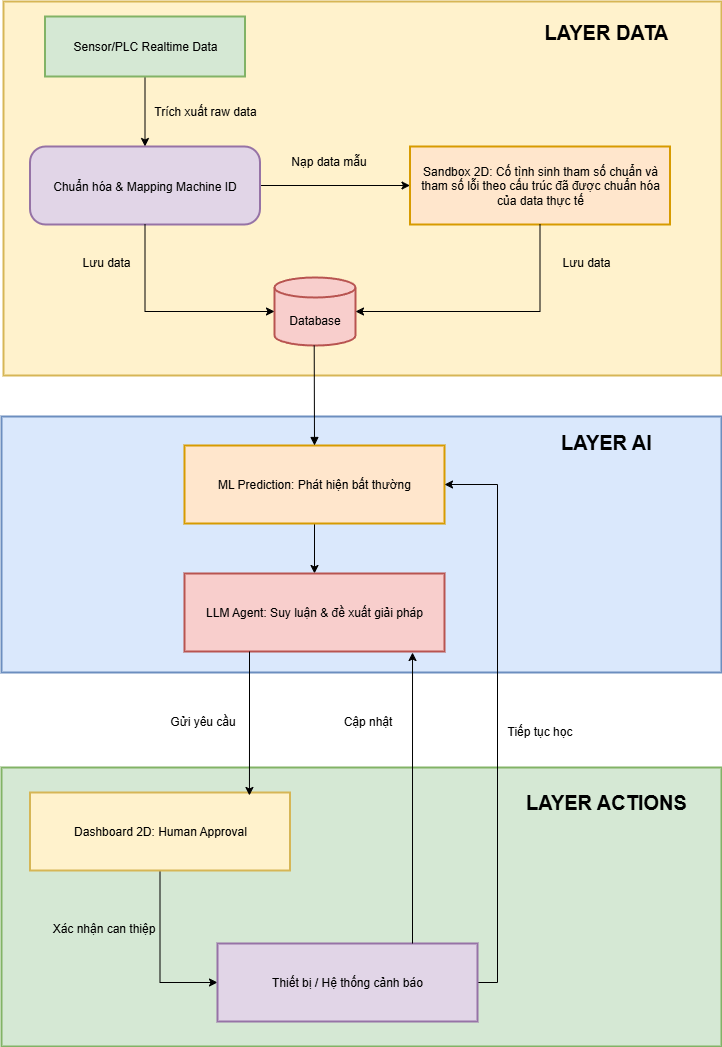 LAYER DATA
Sensor/PLC Realtime Data
Trích xuất raw data
Chuẩn hóa & Mapping Machine ID
Nạp data mẫu
Sandbox 2D: Cố tình sinh tham số chuẩn và
tham số lỗi theo cấu trúc đã được chuẩn hóa
của data thực tế
Lưu data
Lưu data
Database
LAYER AI
ML Prediction: Phát hiện bất thường
LLM Agent: Suy luận & đề xuất giải pháp
Gửi yêu cầu
Cập nhật
Tiếp tục học
LAYER ACTIONS
Dashboard 2D: Human Approval
Xác nhận can thiệp
Thiết bị / Hệ thống cảnh báo